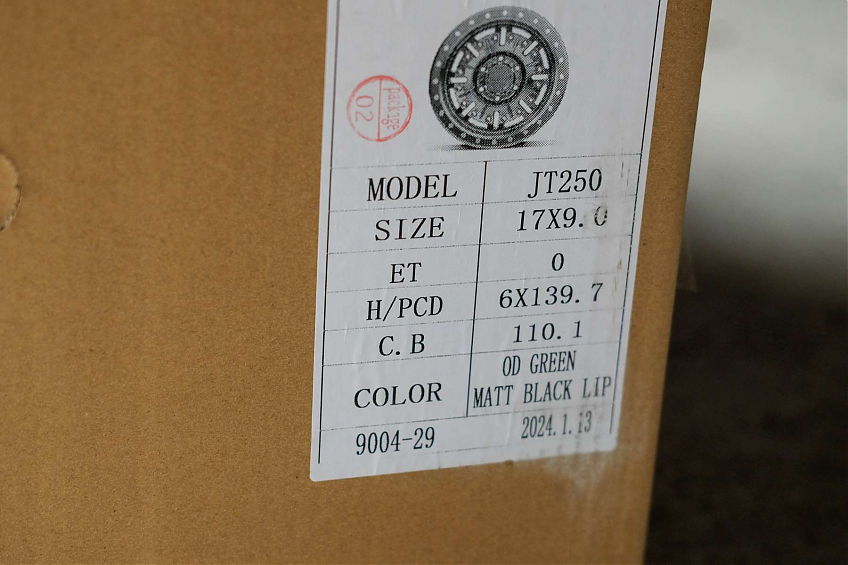 package
02
MODEL JT250
SIZE 17X9.0
ET 0
H/PCD 6X139.7
C.B 110.1
COLOR OD GREEN
MATT BLACK LIP
9004-29 2024.1.13